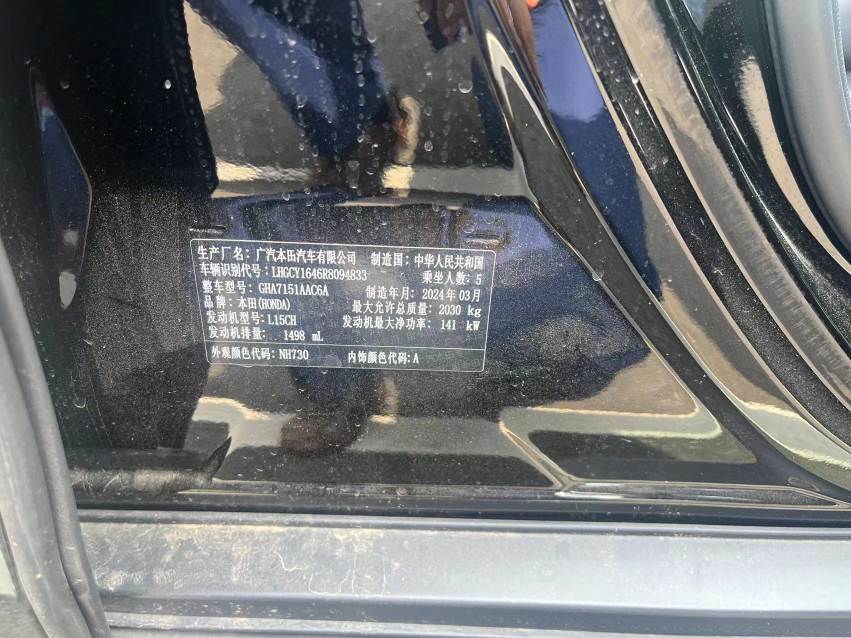 生产厂名：广汽本田汽车有限公司 制造国：中华人民共和国
车辆识别代号：LHGCY1646R8094833 乘坐人数：5
整车型号：GHA7151AAC6A 制造年月：2024年03月
品牌：本田(HONDA) 最大允许总质量：2030 kg
发动机型号：L15CH 发动机最大净功率：141 kW
发动机排量：1498 mL
外观颜色代码：NH730 内饰颜色代码：A